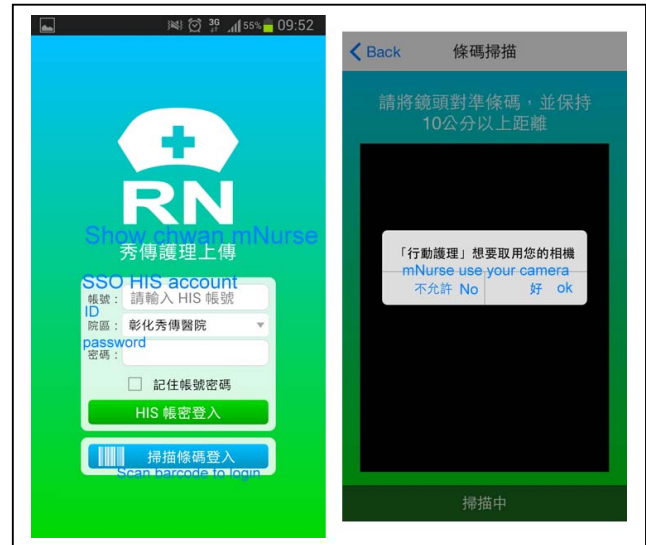 3G 55% 09:52
RN
Show chwan mNurse
秀傳護理上傳
SSO HIS account
帳號： 請輸入 HIS 帳號
ID
院區： 彰化秀傳醫院
password
密碼：
記住帳號密碼
HIS 帳密登入
掃描條碼登入
Scan barcode to login
Back 條碼掃描
請將鏡頭對準條碼，並保持
10公分以上距離
「行動護理」想要取用您的相機
mNurse use your camera
不允許 No 好 ok
掃描中